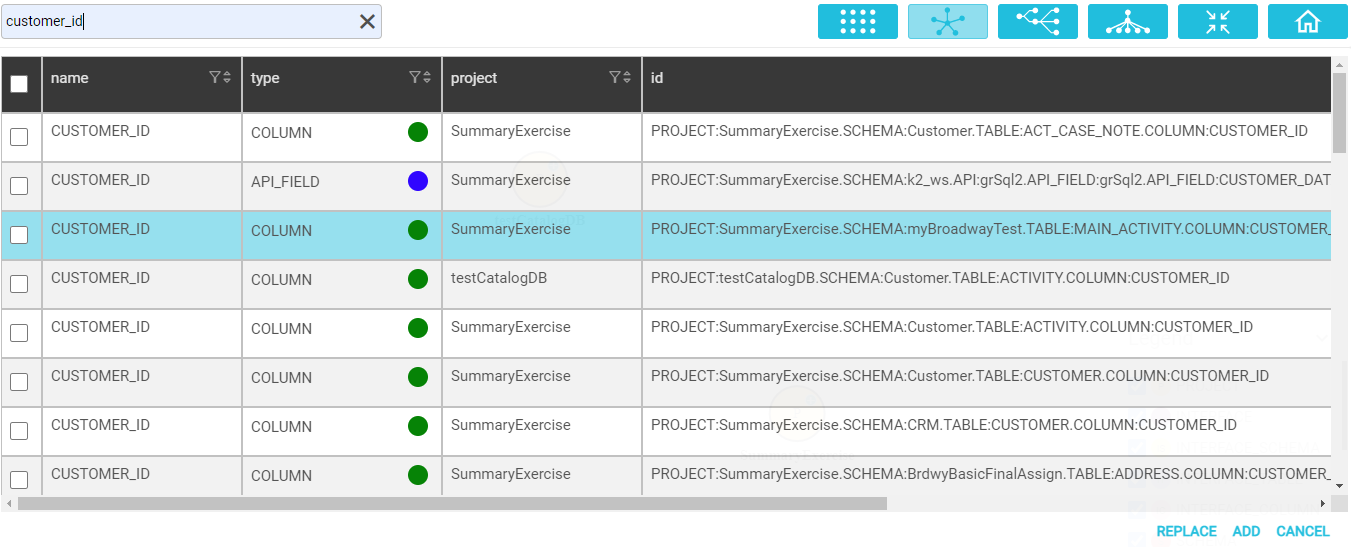 customer_id
name type project id
CUSTOMER_ID COLUMN SummaryExercise PROJECT:SummaryExercise.SCHEMA:Customer.TABLE:ACT_CASE_NOTE.COLUMN:CUSTOMER_ID
CUSTOMER_ID API_FIELD SummaryExercise PROJECT:SummaryExercise.SCHEMA:k2_ws.API:grSql2.API_FIELD:grSql2.API_FIELD:CUSTOMER_DAT
CUSTOMER_ID COLUMN SummaryExercise PROJECT:SummaryExercise.SCHEMA:myBroadwayTest.TABLE:MAIN_ACTIVITY.COLUMN:CUSTOMER_
CUSTOMER_ID COLUMN testCatalogDB PROJECT:testCatalogDB.SCHEMA:Customer.TABLE:ACTIVITY.COLUMN:CUSTOMER_ID
CUSTOMER_ID COLUMN SummaryExercise PROJECT:SummaryExercise.SCHEMA:Customer.TABLE:ACTIVITY.COLUMN:CUSTOMER_ID
CUSTOMER_ID COLUMN SummaryExercise PROJECT:SummaryExercise.SCHEMA:Customer.TABLE:CUSTOMER.COLUMN:CUSTOMER_ID
CUSTOMER_ID COLUMN SummaryExercise PROJECT:SummaryExercise.SCHEMA:CRM.TABLE:CUSTOMER.COLUMN:CUSTOMER_ID
CUSTOMER_ID COLUMN SummaryExercise PROJECT:SummaryExercise.SCHEMA:BrdwyBasicFinalAssign.TABLE:ADDRESS.COLUMN:CUSTOMER_
REPLACE ADD CANCEL